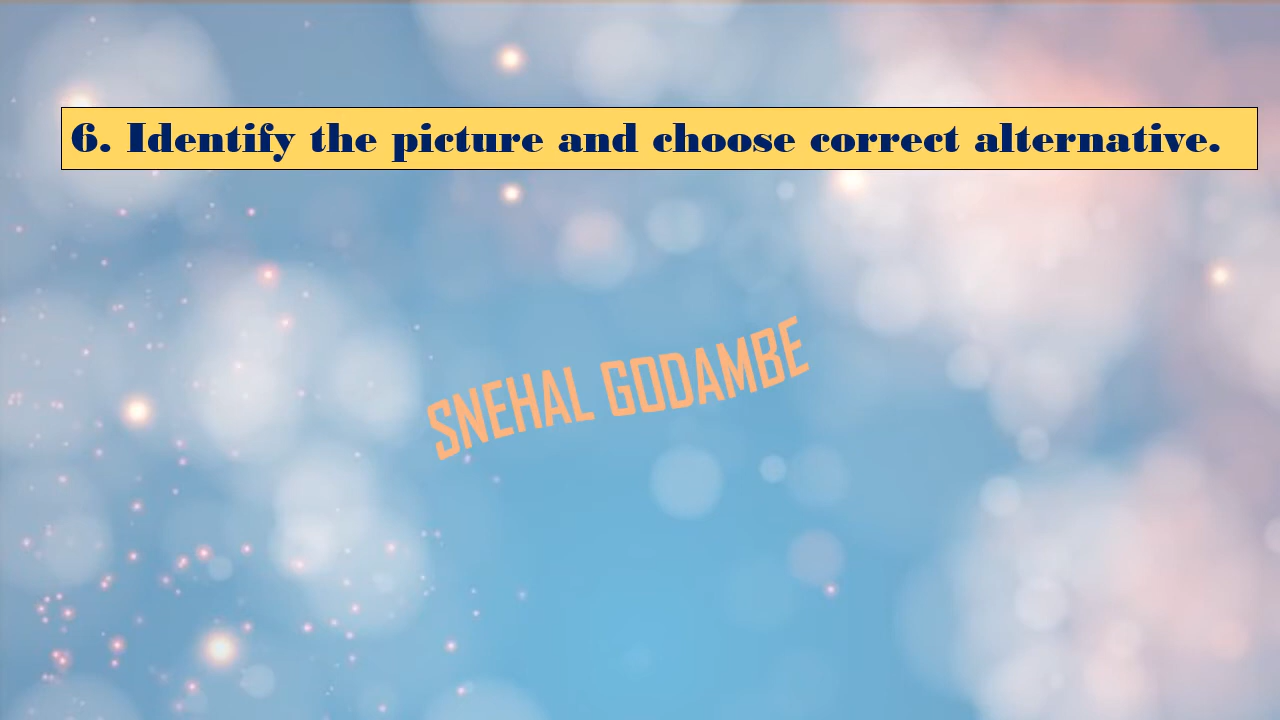 6. Identify the picture and choose correct alternative.
SNEHAL GODAMBE